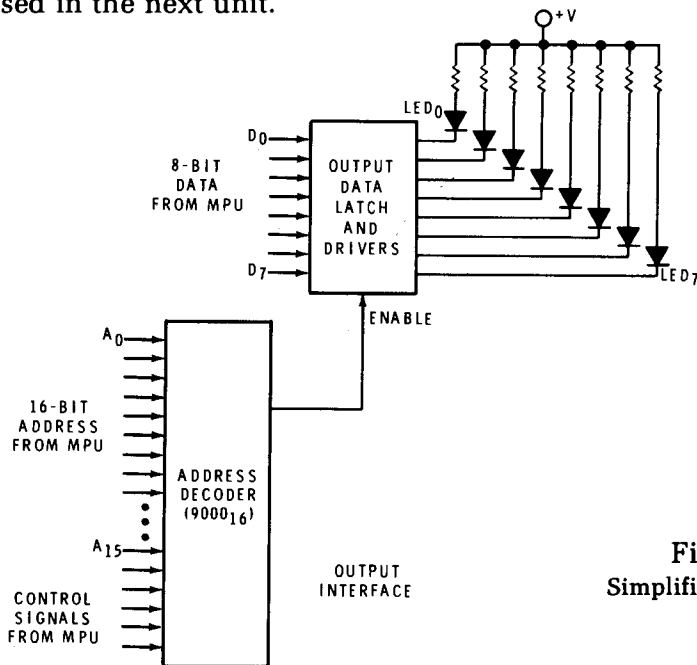 sed in the next unit.
+V
LED0
D0
8-BIT
DATA
FROM MPU
D7
OUTPUT
DATA
LATCH
AND
DRIVERS
LED7
ENABLE
A0
16-BIT
ADDRESS
FROM MPU
A15
ADDRESS
DECODER
(900016)
CONTROL
SIGNALS
FROM MPU
OUTPUT
INTERFACE
Fi
Simplifi